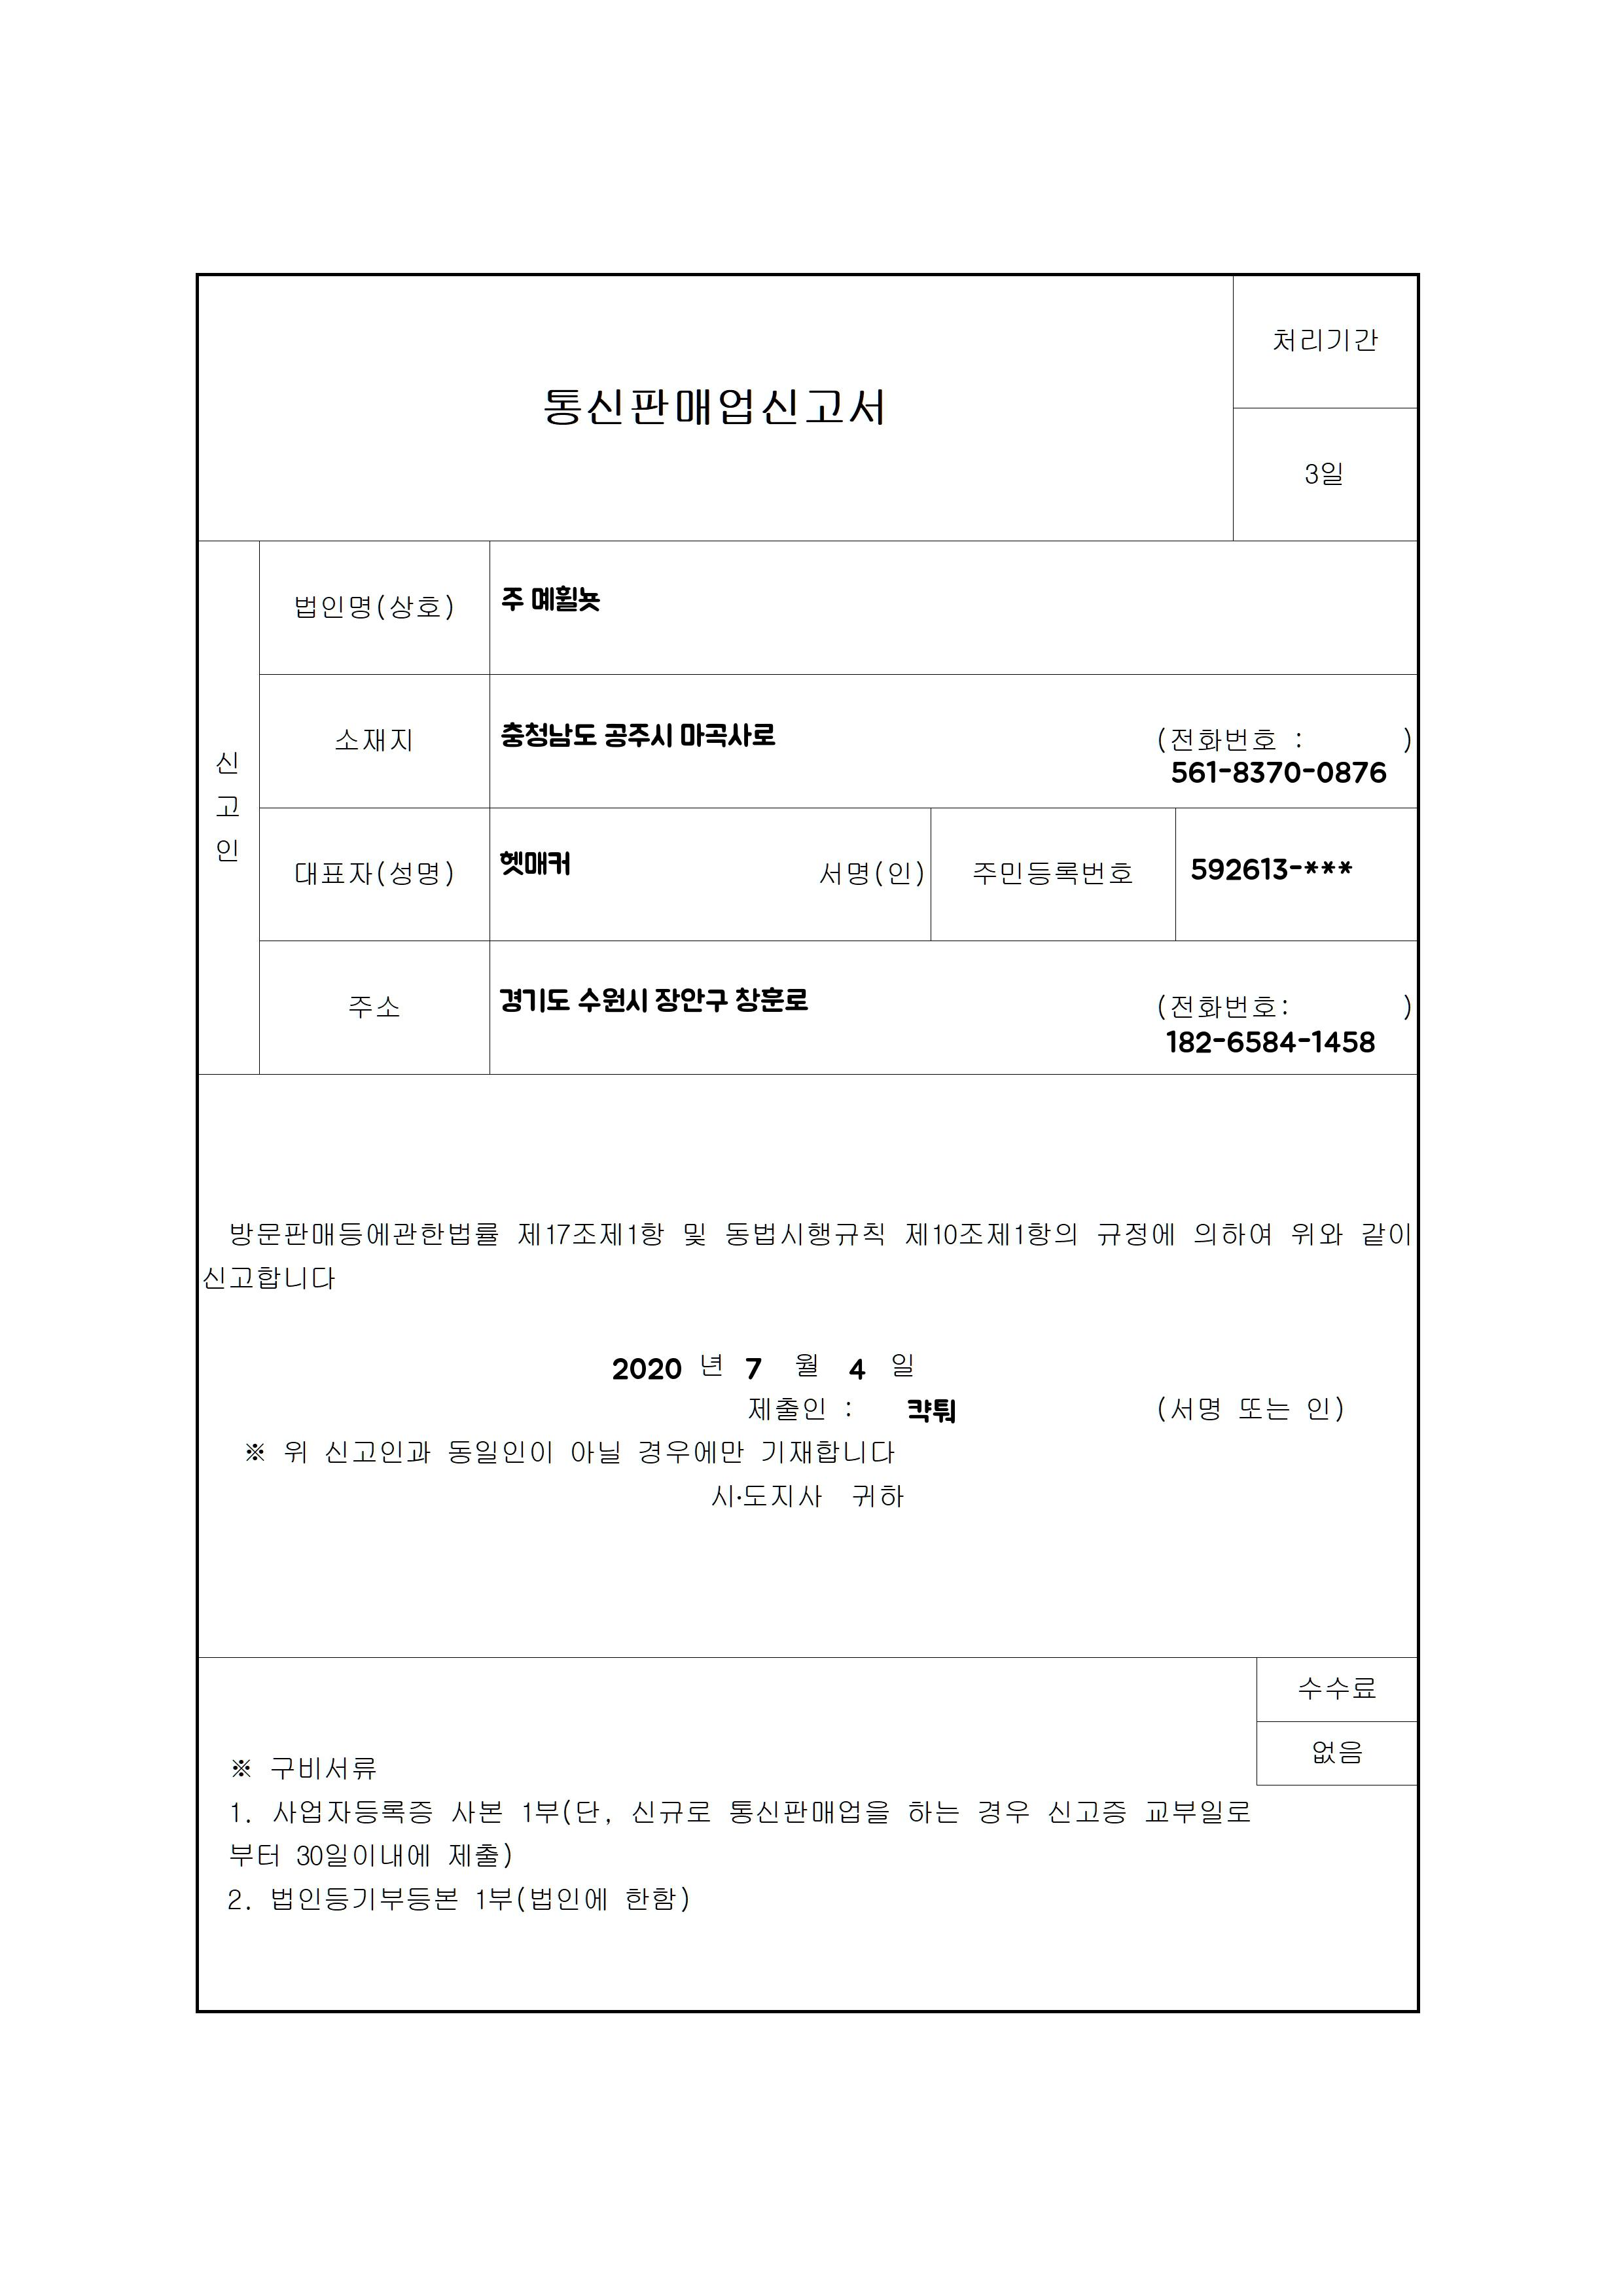 통신판매업신고서
처리기간
3일
신고인
법인명(상호)
주 몌휠뇻
소재지
충청남도 공주시 마곡사로
(전화번호 : )
561-8370-0876
대표자(성명)
헷매커
서명(인)
주민등록번호
592613-***
주소
경기도 수원시 장안구 창훈로
(전화번호: )
182-6584-1458
방문판매등에관한법률 제17조제1항 및 동법시행규칙 제10조제1항의 규정에 의하여 위와 같이
신고합니다
2020 년 7 월 4 일
제출인 : 캭퉈 (서명 또는 인)
※ 위 신고인과 동일인이 아닐 경우에만 기재합니다
시·도지사 귀하
수수료
없음
※ 구비서류
1. 사업자등록증 사본 1부(단, 신규로 통신판매업을 하는 경우 신고증 교부일로
부터 30일이내에 제출)
2. 법인등기부등본 1부(법인에 한함)